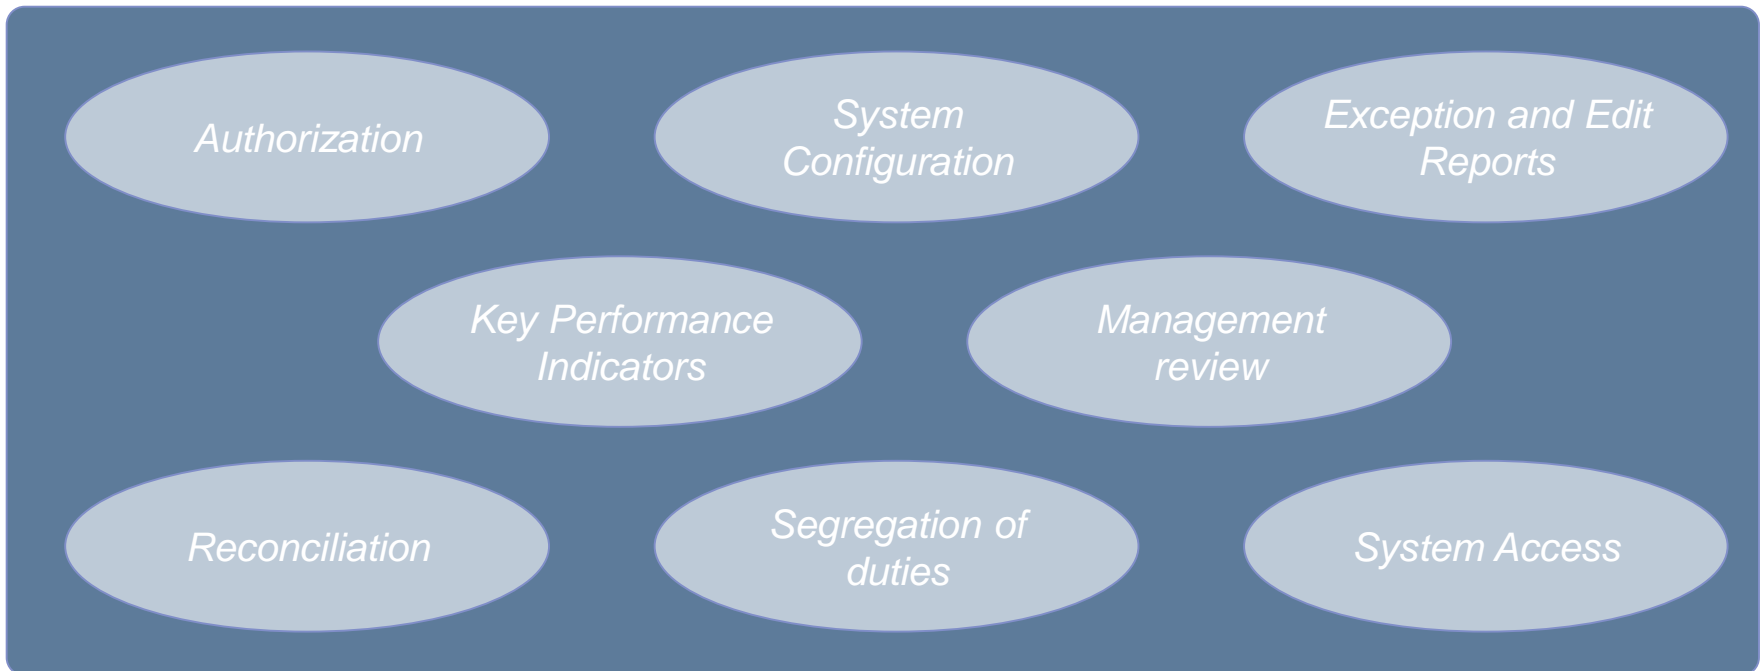 Authorization
System
Configuration
Exception and Edit
Reports
Key Performance
Indicators
Management
review
Reconciliation
Segregation of
duties
System Access